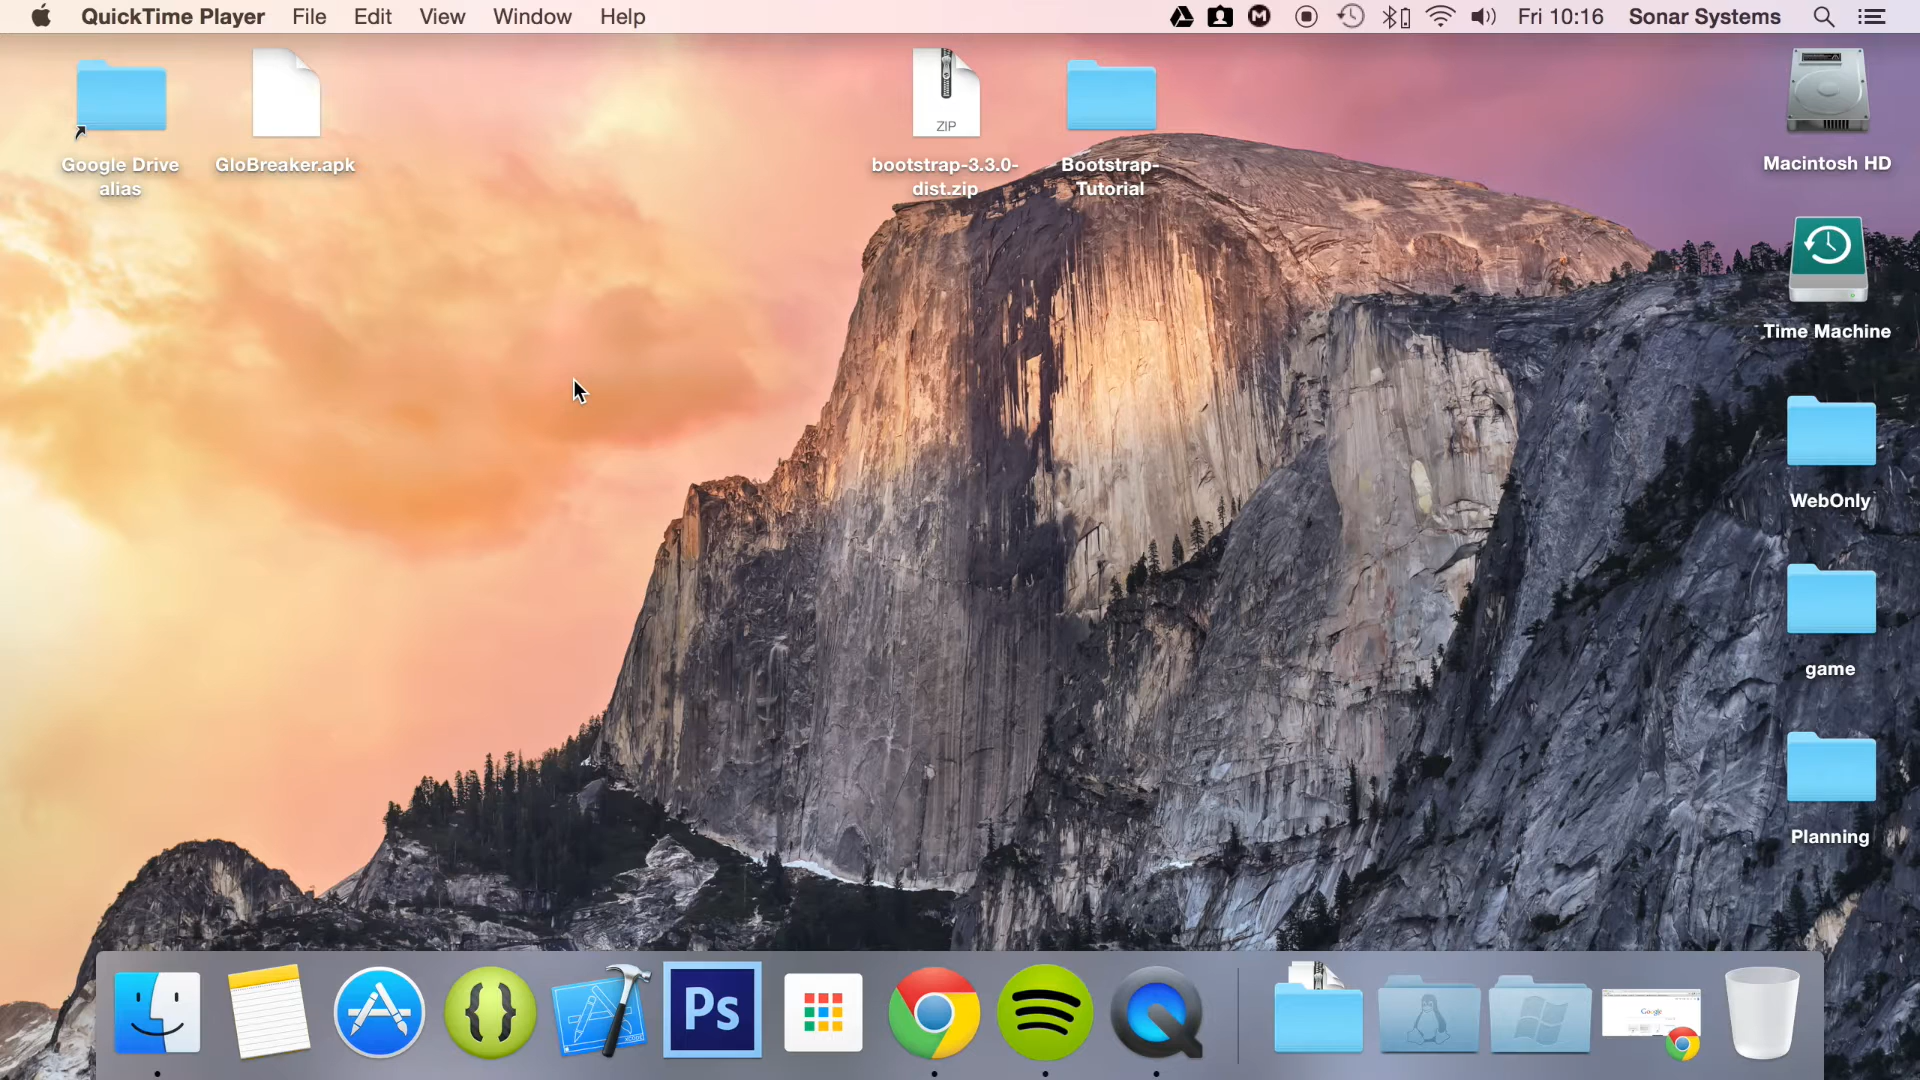 QuickTime Player File Edit View Window Help Fri 10:16 Sonar Systems
Google Drive
alias
GloBreaker.apk
ZIP
bootstrap-3.3.0-
dist.zip
Bootstrap-
Tutorial
Macintosh HD
Time Machine
WebOnly
game
Planning
Ps
Google